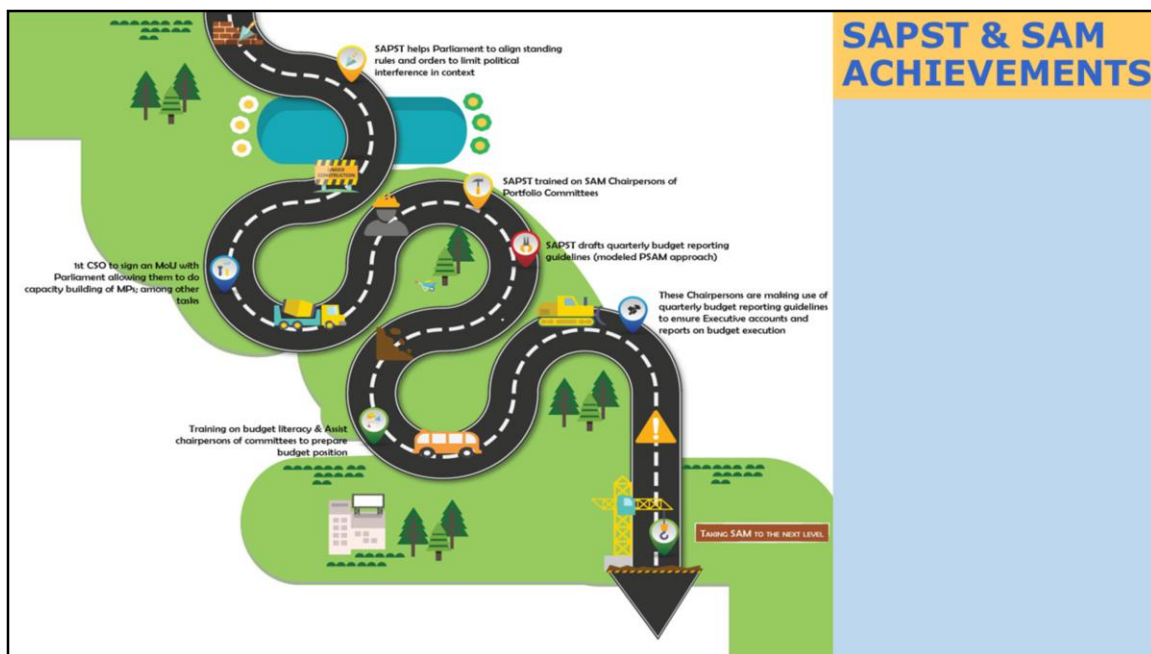 SAPST & SAM
ACHIEVEMENTS
SAPST helps Parliament to align standing
rules and orders to limit political
interference in context
UNDER
CONSTRUCTION
SAPST trained on SAM Chairpersons of
Portfolio Committees
SAPST drafts quarterly budget reporting
guidelines (modeled PSAM approach)
1st CSO to sign an MoU with
Parliament allowing them to do
capacity building of MPs; among other
tasks
These Chairpersons are making use of
quarterly budget reporting guidelines
to ensure Executive accounts and
reports on budget execution
Training on budget literacy & Assist
chairpersons of committees to prepare
budget position
TAKING SAM TO THE NEXT LEVEL